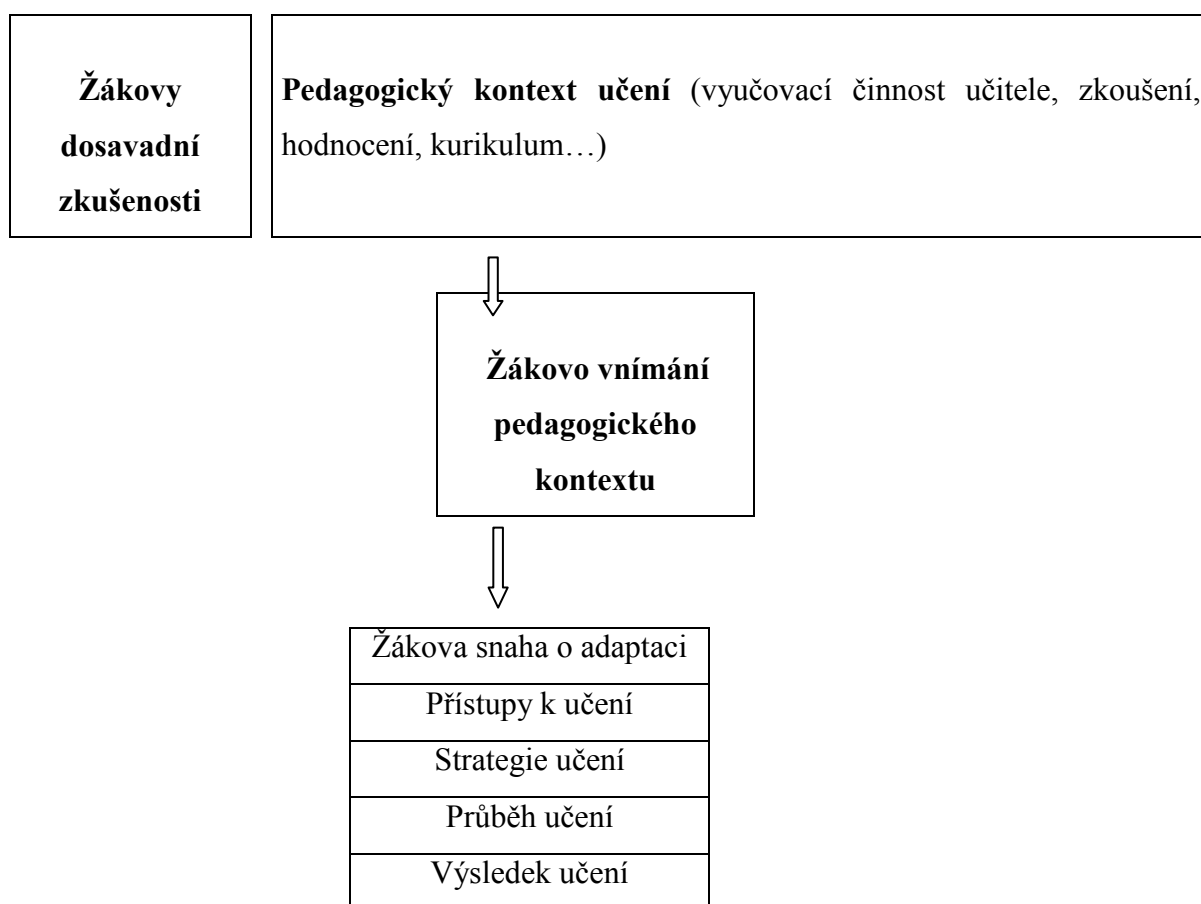 Žákovy
dosavadní
zkušenosti
Pedagogický kontext učení (vyučovací činnost učitele, zkoušení,
hodnocení, kurikulum…)
Žákovo vnímání
pedagogického
kontextu
Žákova snaha o adaptaci
Přístupy k učení
Strategie učení
Průběh učení
Výsledek učení